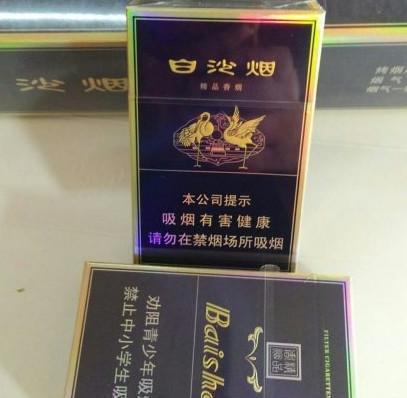 白沙烟
精品香烟
本公司提示
吸烟有害健康
请勿在禁烟场所吸烟
沙烟
Baisha
FILTER CIGARETTES
劝阻青少年吸
禁止中小学生吸